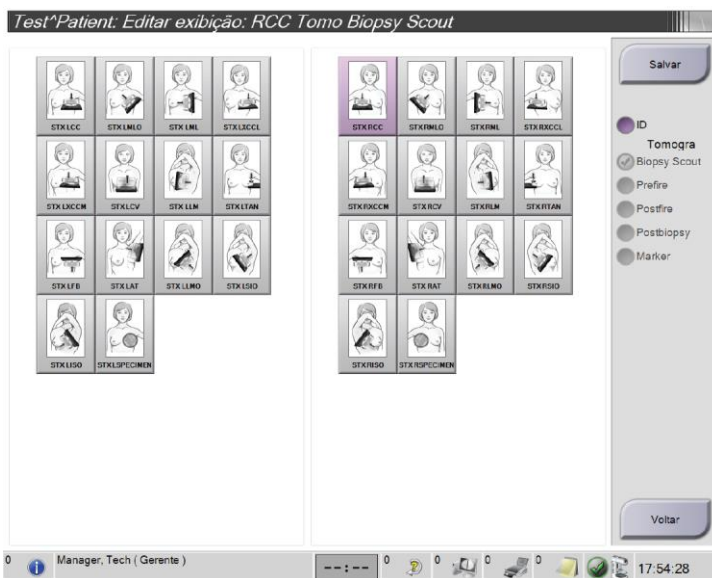 Test^Patient: Editar exibição: RCC Tomo Biopsy Scout
STX LCC STX LMLO STX LML STX LXCCL
STX LXCCM STX LCV STX LLM STX LTAN
STX LFB STX LAT STX LLMO STX LSIO
STX LISO STX LSPECIMEN
STX RCC STX RMLO STX RML STX RXCCL
STX RXCCM STX RCV STX RLM STX RTAN
STX RFB STX RAT STX RLMO STX RSIO
STX RISO STX RSPECIMEN
Salvar
ID
Tomogra
Biopsy Scout
Prefire
Postfire
Postbiopsy
Marker
Voltar
0 Manager, Tech ( Gerente ) --:-- 0 0 0 0 17:54:28